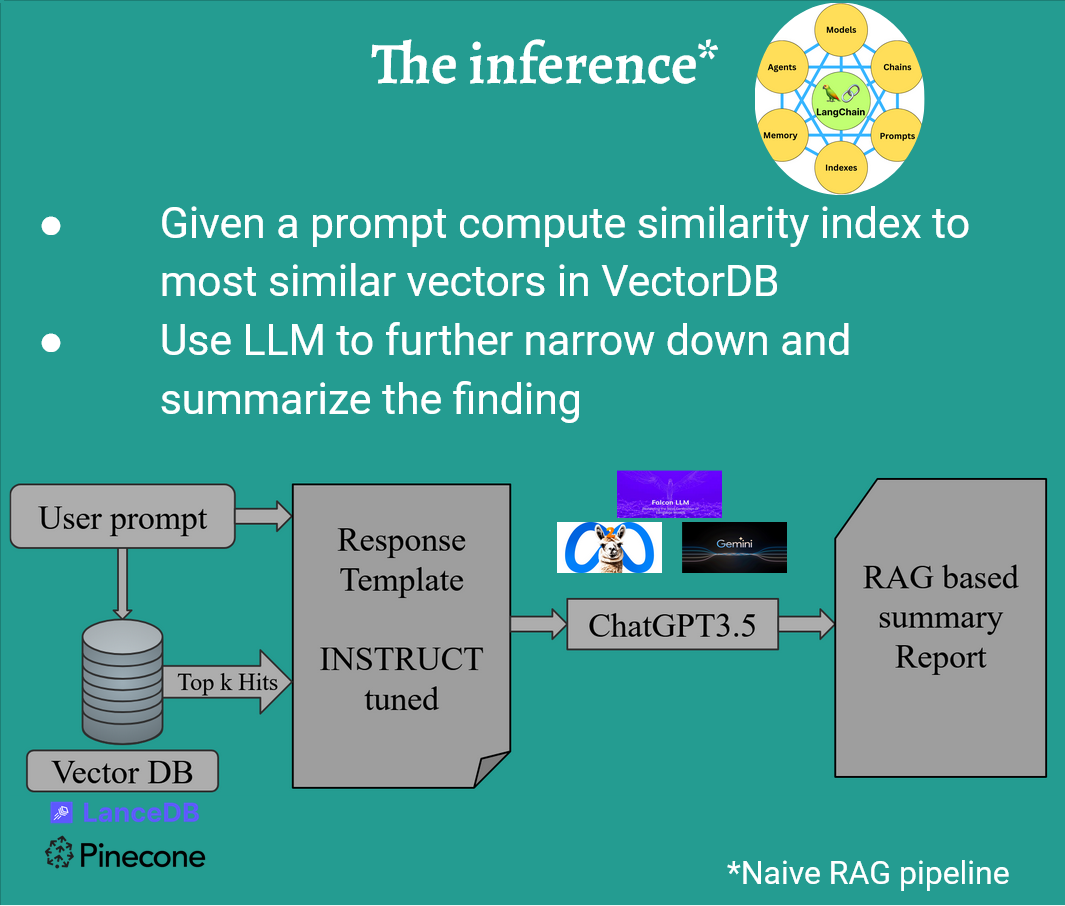 The inference*
Models
Agents
Chains
LangChain
Memory
Prompts
Indexes
● Given a prompt compute similarity index to
most similar vectors in VectorDB
● Use LLM to further narrow down and
summarize the finding
User prompt
Response
Template
INSTRUCT
tuned
Top k Hits
Vector DB
LanceDB
Pinecone
Falcon LLM
Gemini
ChatGPT3.5
RAG based
summary
Report
*Naive RAG pipeline